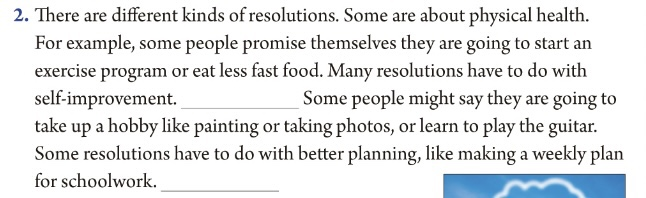 2. There are different kinds of resolutions. Some are about physical health.
For example, some people promise themselves they are going to start an
exercise program or eat less fast food. Many resolutions have to do with
self-improvement. ____________ Some people might say they are going to
take up a hobby like painting or taking photos, or learn to play the guitar.
Some resolutions have to do with better planning, like making a weekly plan
for schoolwork. ____________